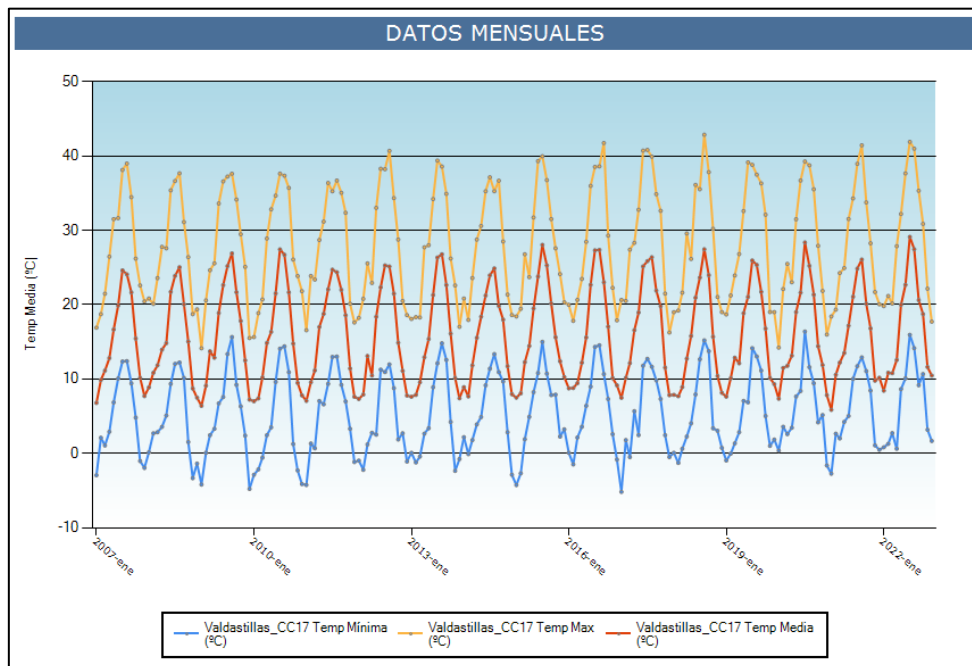 DATOS MENSUALES
Temp Media (ºC)
50
40
30
20
10
0
-10
2007-ene
2010-ene
2013-ene
2016-ene
2019-ene
2022-ene
Valdastillas_CC17 Temp Mínima (ºC)
Valdastillas_CC17 Temp Max (ºC)
Valdastillas_CC17 Temp Media (ºC)